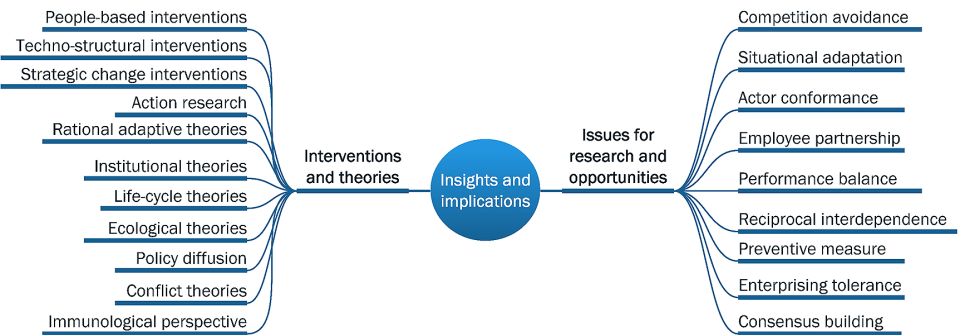 People-based interventions
Techno-structural interventions
Strategic change interventions
Action research
Rational adaptive theories
Institutional theories
Life-cycle theories
Ecological theories
Policy diffusion
Conflict theories
Immunological perspective
Interventions
and theories
Insights and
implications
Issues for
research and
opportunities
Competition avoidance
Situational adaptation
Actor conformance
Employee partnership
Performance balance
Reciprocal interdependence
Preventive measure
Enterprising tolerance
Consensus building